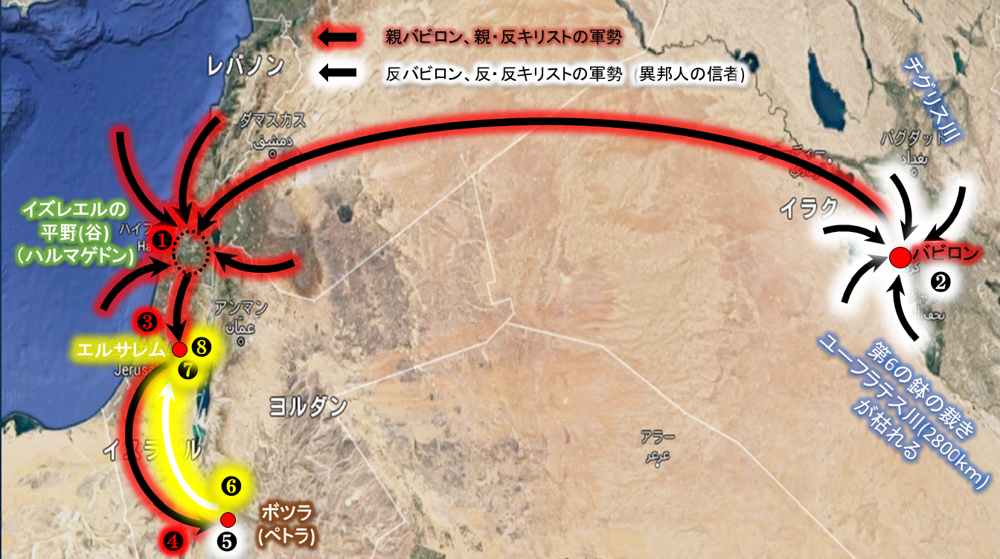 親バビロン、親・反キリストの軍勢
反バビロン、反・反キリストの軍勢 (異邦人の信者)
レバノン
チグリス川
ダマスカス
دمشق
バグダッド
بغداد
イラク
イズレエルの
平野(谷)
(ハルマゲドン)
ハイフ
Ha
❶
バビロン
❷
アンマン
عمان
❸
エルサレム
❽
❼
Jerus
第6の鉢の裁き
ユーフラテス川(2800km)
が枯れる
ヨルダン
アラー
عرعر
イスラエル
❻
ボツラ
(ペトラ)
❹
❺